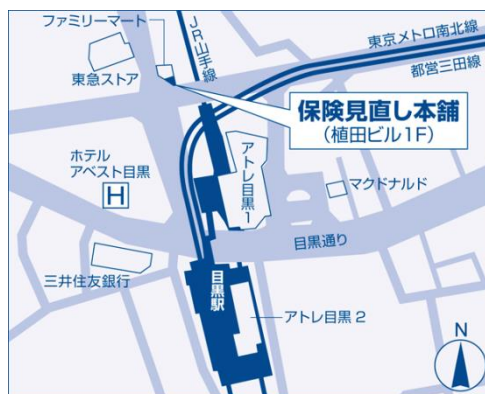 ファミリーマート
JR山手線
東京メトロ南北線
都営三田線
東急ストア
保険見直し本舗
(植田ビル1F)
ホテル
アベスト目黒
H
アトレ目黒1
マクドナルド
目黒通り
三井住友銀行
目黒駅
アトレ目黒2
N